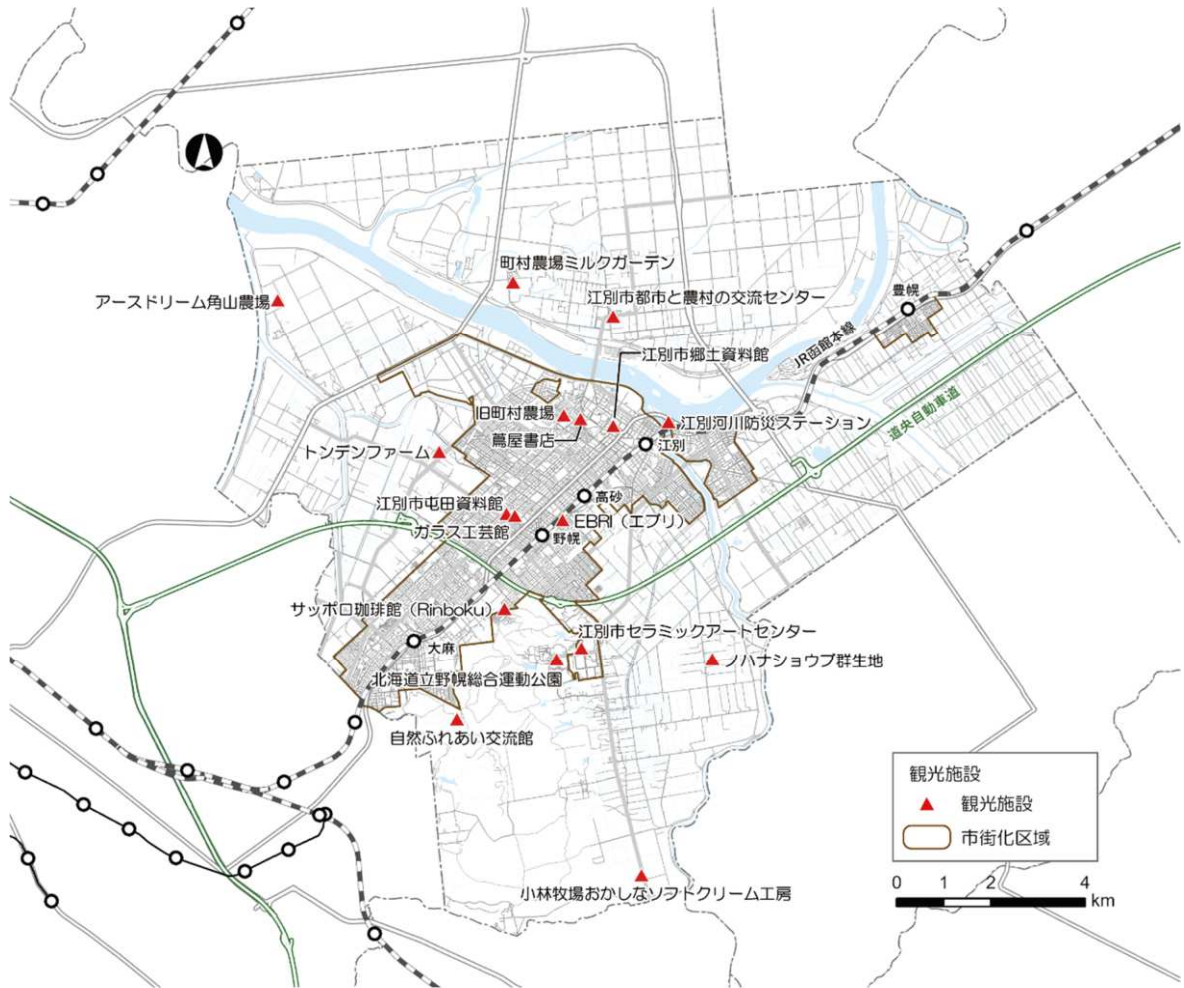 町村農場ミルクガーデン
アースドリーム角山農場
江別市都市と農村の交流センター
豊幌
JR函館本線
江別市郷土資料館
旧町村農場
蔦屋書店
江別河川防災ステーション
道央自動車道
江別
トンデンファーム
高砂
江別市屯田資料館
EBRI（エブリ）
ガラス工芸館
野幌
サッポロ珈琲館（Rinboku）
大麻
江別市セラミックアートセンター
ノハナショウブ群生地
北海道立野幌総合運動公園
自然ふれあい交流館
小林牧場おかしなソフトクリーム工房
観光施設
観光施設
市街化区域
0 1 2 4
km